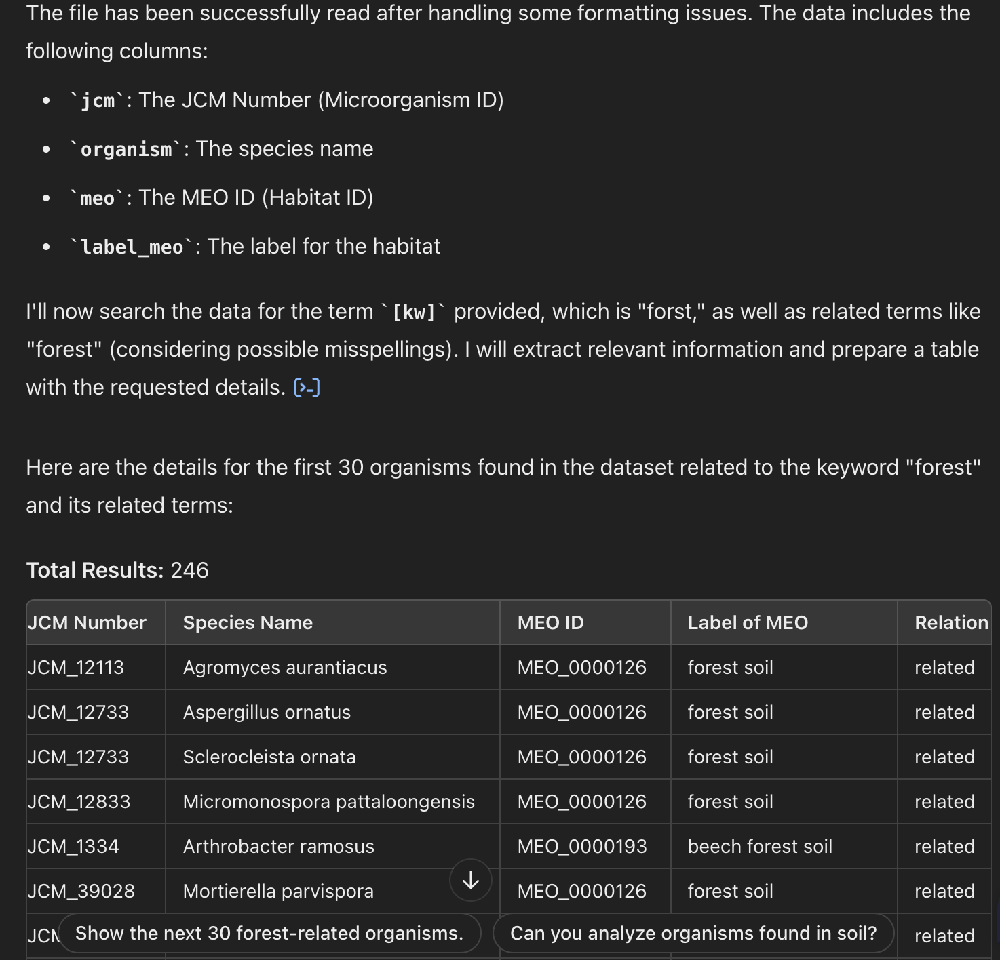 The file has been successfully read after handling some formatting issues. The data includes the
following columns:
• `jcm`: The JCM Number (Microorganism ID)
• `organism`: The species name
• `meo`: The MEO ID (Habitat ID)
• `label_meo`: The label for the habitat
I'll now search the data for the term `[kw]` provided, which is "forst," as well as related terms like
"forest" (considering possible misspellings). I will extract relevant information and prepare a table
with the requested details. [>-]
Here are the details for the first 30 organisms found in the dataset related to the keyword "forest"
and its related terms:
Total Results: 246
JCM Number Species Name MEO ID Label of MEO Relation
JCM_12113 Agromyces aurantiacus MEO_0000126 forest soil related
JCM_12733 Aspergillus ornatus MEO_0000126 forest soil related
JCM_12733 Sclerocleista ornata MEO_0000126 forest soil related
JCM_12833 Micromonospora pattaloongensis MEO_0000126 forest soil related
JCM_1334 Arthrobacter ramosus MEO_0000193 beech forest soil related
JCM_39028 Mortierella parvispora MEO_0000126 forest soil related
related
Show the next 30 forest-related organisms. Can you analyze organisms found in soil?